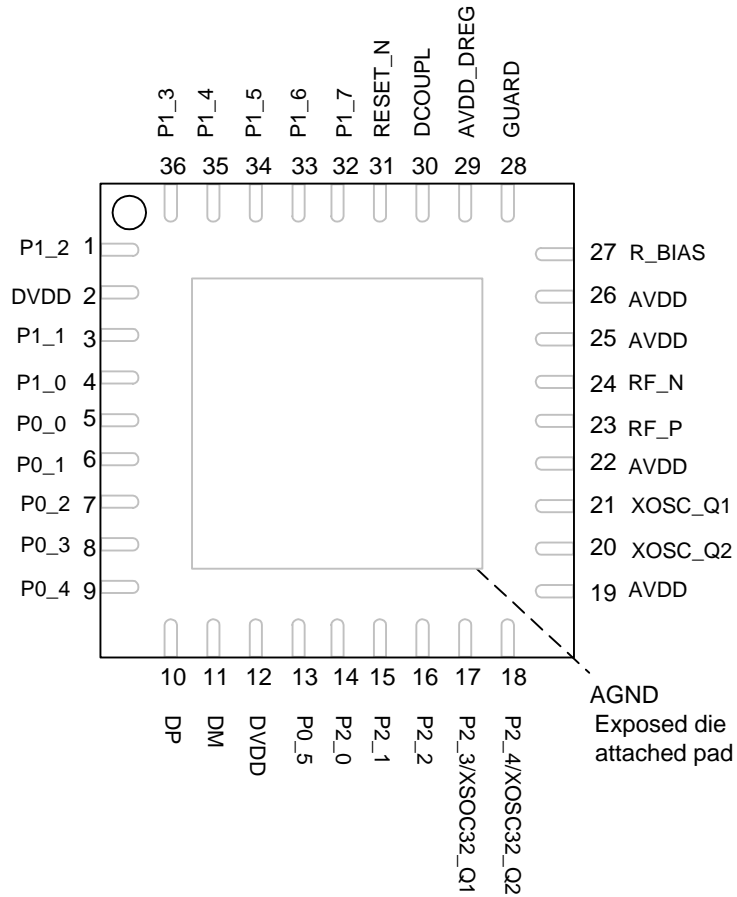 P1_3
P1_4
P1_5
P1_6
P1_7
RESET_N
DCOUPL
AVDD_DREG
GUARD
36
35
34
33
32
31
30
29
28
P1_2 1
DVDD 2
P1_1 3
P1_0 4
P0_0 5
P0_1 6
P0_2 7
P0_3 8
P0_4 9
27 R_BIAS
26 AVDD
25 AVDD
24 RF_N
23 RF_P
22 AVDD
21 XOSC_Q1
20 XOSC_Q2
19 AVDD
10
11
12
13
14
15
16
17
18
DP
DM
DVDD
P0_5
P2_0
P2_1
P2_2
P2_3/XSOC32_Q1
P2_4/XOSC32_Q2
AGND
Exposed die
attached pad